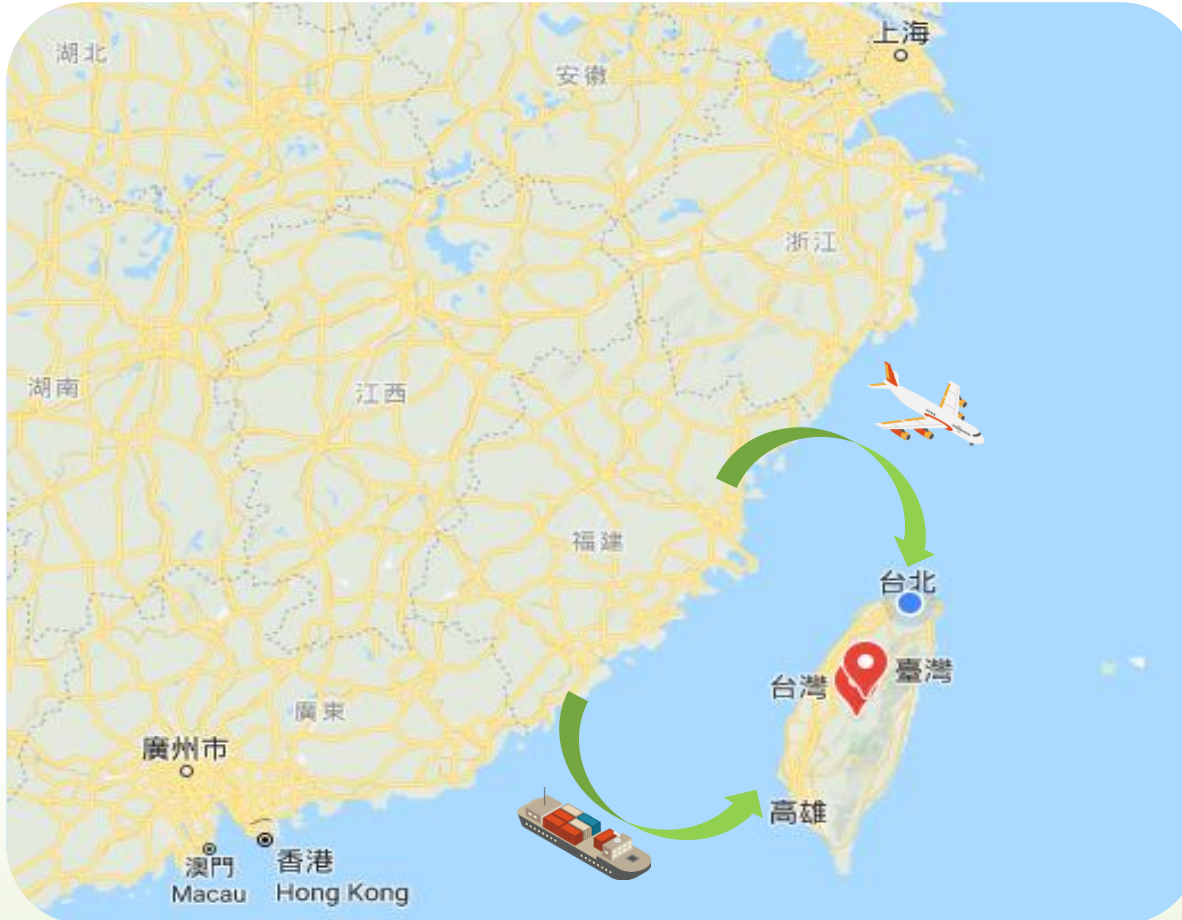 上海
湖北
安徽
浙江
湖南
江西
福建
台北
臺灣
台灣
廣東
廣州市
高雄
澳門
Macau
香港
Hong Kong